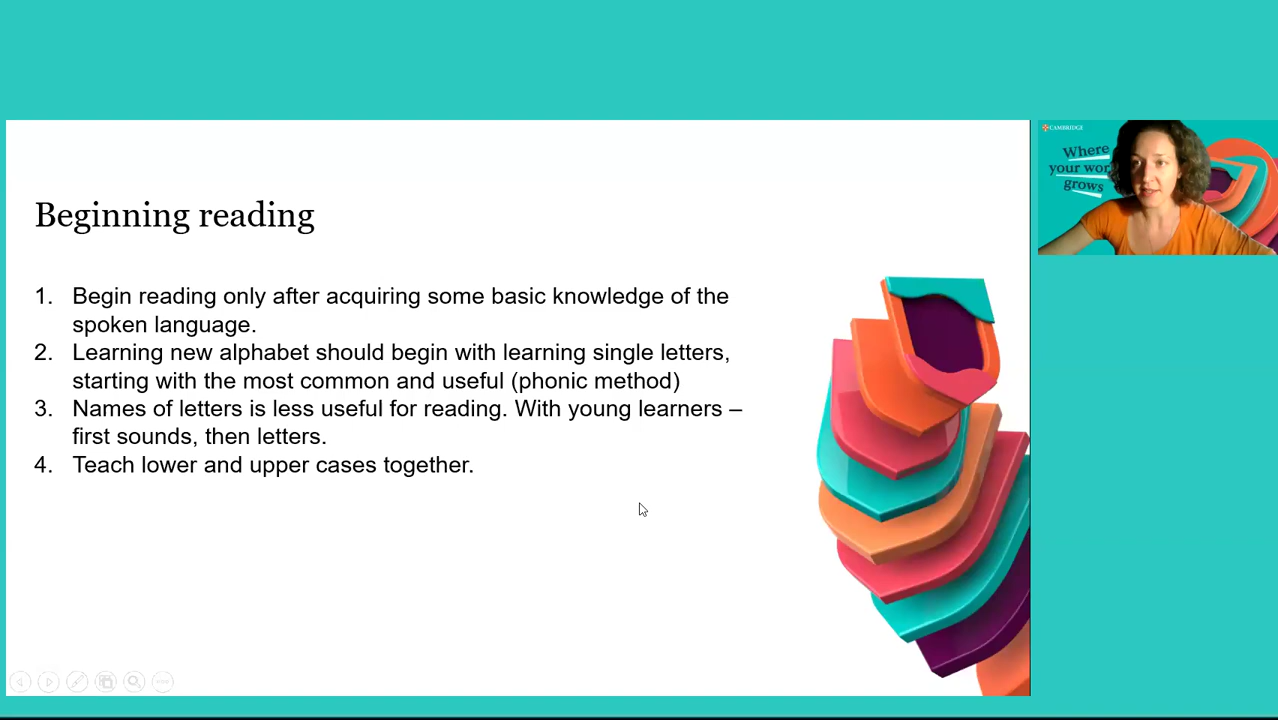 Beginning reading
1. Begin reading only after acquiring some basic knowledge of the
spoken language.
2. Learning new alphabet should begin with learning single letters,
starting with the most common and useful (phonic method)
3. Names of letters is less useful for reading. With young learners –
first sounds, then letters.
4. Teach lower and upper cases together.
CAMBRIDGE
Where
your wor
grows